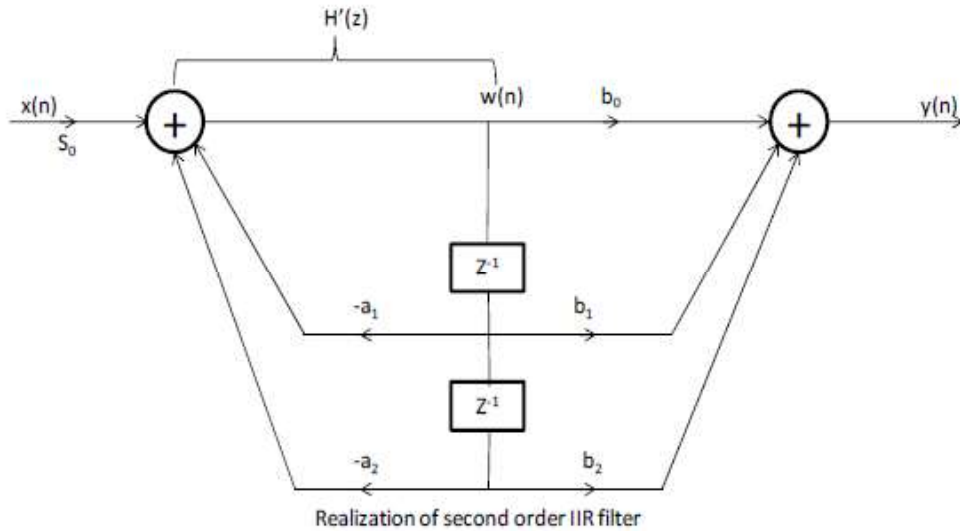 H'(z)
x(n)
w(n)
b₀
y(n)
+
+
S₀
Z⁻¹
-a₁
b₁
Z⁻¹
-a₂
b₂
Realization of second order IIR filter